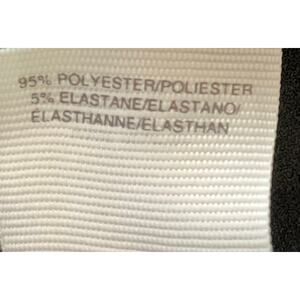 95% POLYESTER/POLIESTER
5% ELASTANE/ELASTANO/
ÉLASTHANNE/ELASTHAN